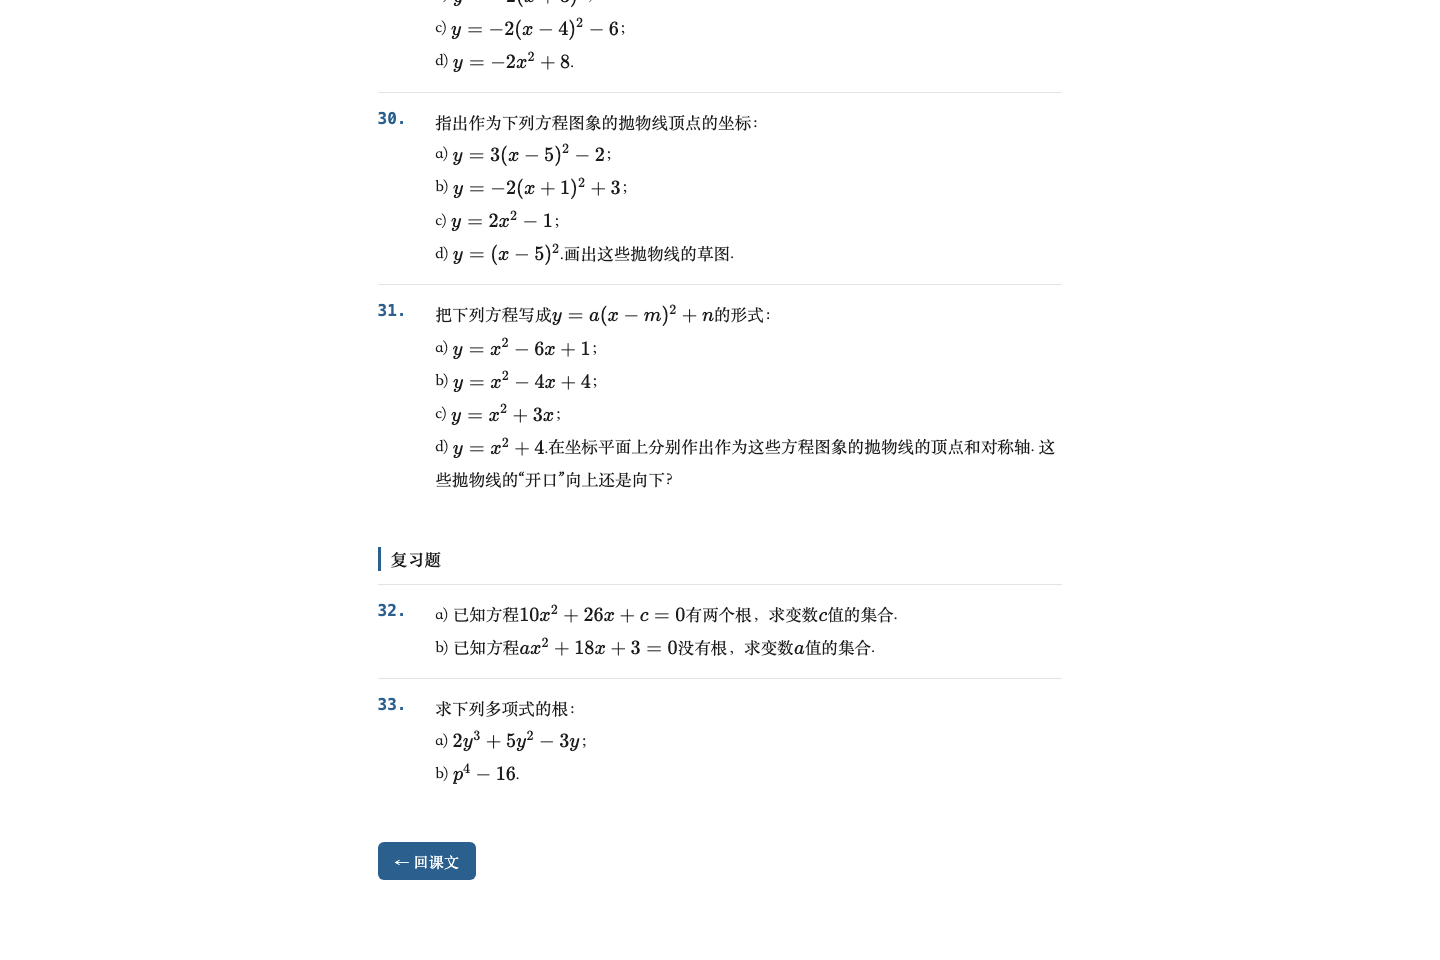 c) y = −2(x − 4)² − 6;
d) y = −2x² + 8.
30. 指出作为下列方程图象的抛物线顶点的坐标：
a) y = 3(x − 5)² − 2;
b) y = −2(x + 1)² + 3;
c) y = 2x² − 1;
d) y = (x − 5)².画出这些抛物线的草图.
31. 把下列方程写成y = a(x − m)² + n的形式：
a) y = x² − 6x + 1;
b) y = x² − 4x + 4;
c) y = x² + 3x;
d) y = x² + 4.在坐标平面上分别作出作为这些方程图象的抛物线的顶点和对称轴. 这
些抛物线的“开口”向上还是向下?
复习题
32. a) 已知方程10x² + 26x + c = 0有两个根，求变数c值的集合.
b) 已知方程ax² + 18x + 3 = 0没有根，求变数a值的集合.
33. 求下列多项式的根：
a) 2y³ + 5y² − 3y;
b) p⁴ − 16.
← 回课文